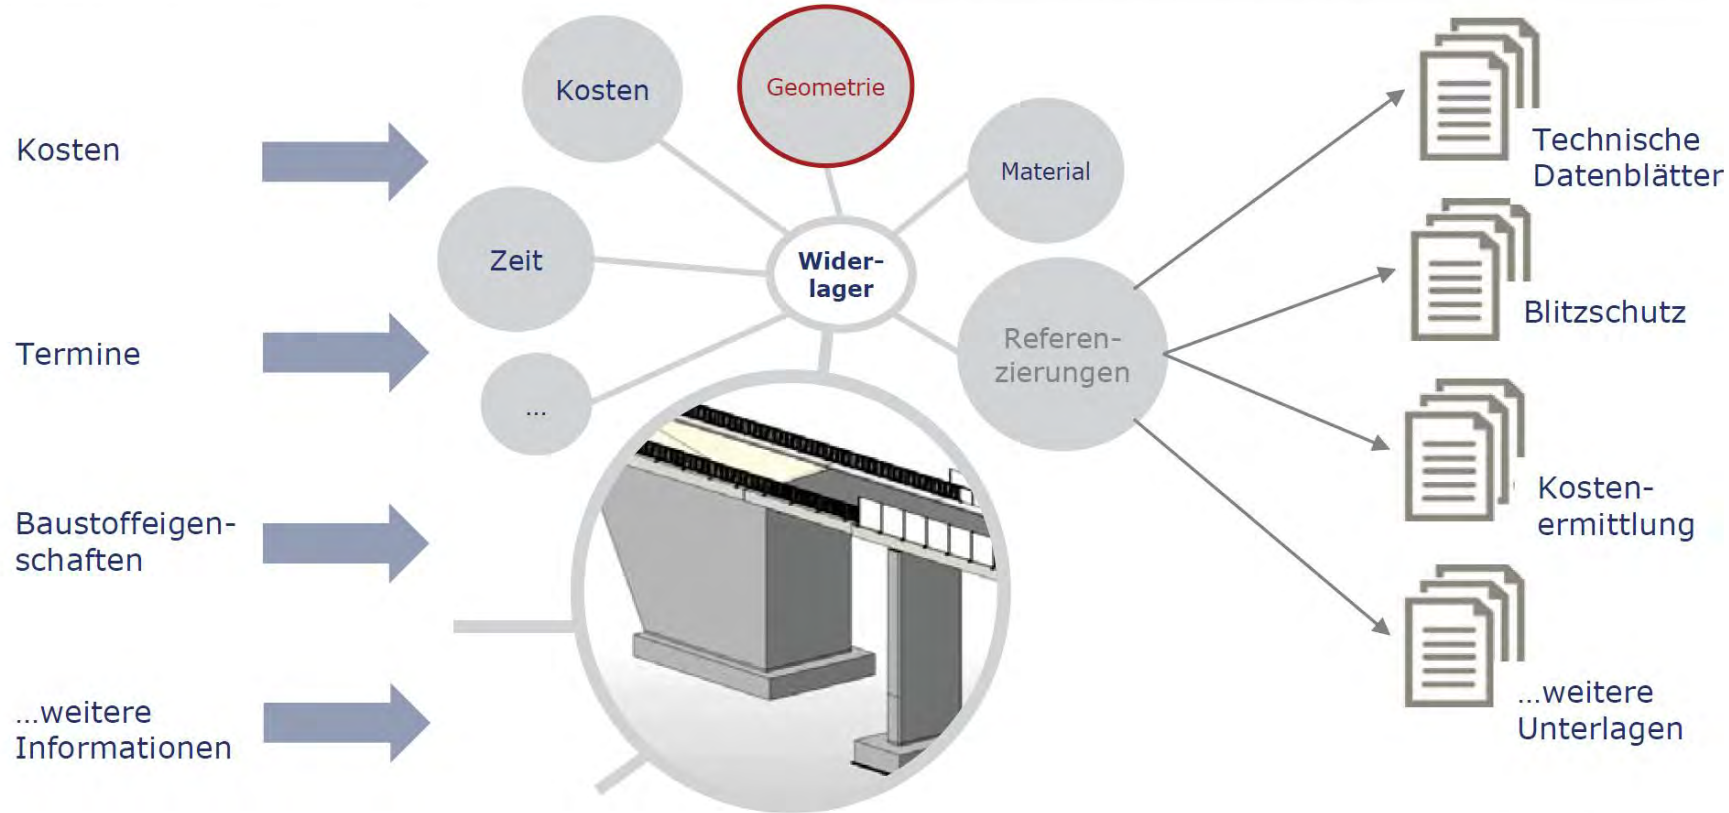 Kosten
Termine
Baustoffeigen-
schaften
...weitere
Informationen
Kosten
Geometrie
Material
Zeit
Wider-
lager
...
Referen-
zierungen
Technische
Datenblätter
Blitzschutz
Kosten-
ermittlung
...weitere
Unterlagen